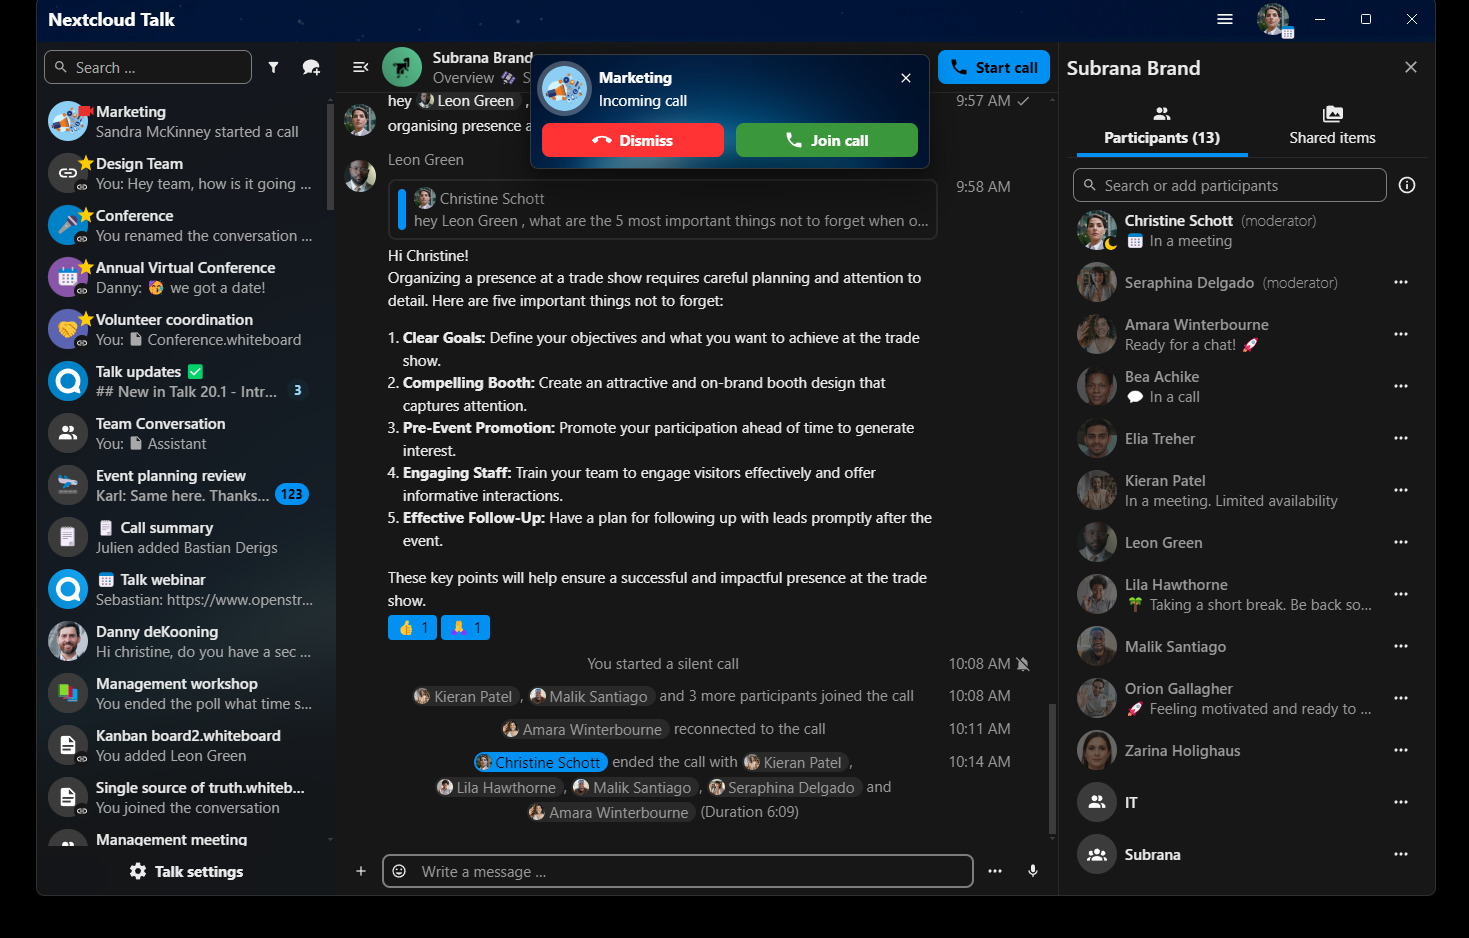 Nextcloud Talk
Search ...
Marketing
Sandra McKinney started a call
Design Team
You: Hey team, how is it going ...
Conference
You renamed the conversation ...
Annual Virtual Conference
Danny: 🥳 we got a date!
Volunteer coordination
You: Conference.whiteboard
Talk updates ✅
## New in Talk 20.1 - Intr...
3
Team Conversation
You: Assistant
Event planning review
Karl: Same here. Thanks...
123
Call summary
Julien added Bastian Derigs
Talk webinar
Sebastian: https://www.openstr...
Danny deKooning
Hi christine, do you have a sec ...
Management workshop
You ended the poll what time s...
Kanban board2.whiteboard
You added Leon Green
Single source of truth.whiteb...
You joined the conversation
Management meeting
Talk settings
Subrana Brand
Overview
Start call
Marketing
Incoming call
Dismiss
Join call
hey Leon Green ,
organising presence
9:57 AM
Leon Green
9:58 AM
Christine Schott
hey Leon Green , what are the 5 most important things not to forget when o...
Hi Christine!
Organizing a presence at a trade show requires careful planning and attention to
detail. Here are five important things not to forget:
1. Clear Goals: Define your objectives and what you want to achieve at the trade
show.
2. Compelling Booth: Create an attractive and on-brand booth design that
captures attention.
3. Pre-Event Promotion: Promote your participation ahead of time to generate
interest.
4. Engaging Staff: Train your team to engage visitors effectively and offer
informative interactions.
5. Effective Follow-Up: Have a plan for following up with leads promptly after the
event.
These key points will help ensure a successful and impactful presence at the trade
show.
👍 1 🙏 1
You started a silent call 10:08 AM
Kieran Patel , Malik Santiago and 3 more participants joined the call 10:08 AM
Amara Winterbourne reconnected to the call 10:11 AM
Christine Schott ended the call with Kieran Patel , 10:14 AM
Lila Hawthorne , Malik Santiago , Seraphina Delgado and
Amara Winterbourne (Duration 6:09)
Write a message ...
Subrana Brand
Participants (13)
Shared items
Search or add participants
Christine Schott (moderator)
In a meeting
Seraphina Delgado (moderator)
Amara Winterbourne
Ready for a chat! 🚀
Bea Achike
💬 In a call
Elia Treher
Kieran Patel
In a meeting. Limited availability
Leon Green
Lila Hawthorne
🌴 Taking a short break. Be back so...
Malik Santiago
Orion Gallagher
🚀 Feeling motivated and ready to ...
Zarina Holighaus
IT
Subrana